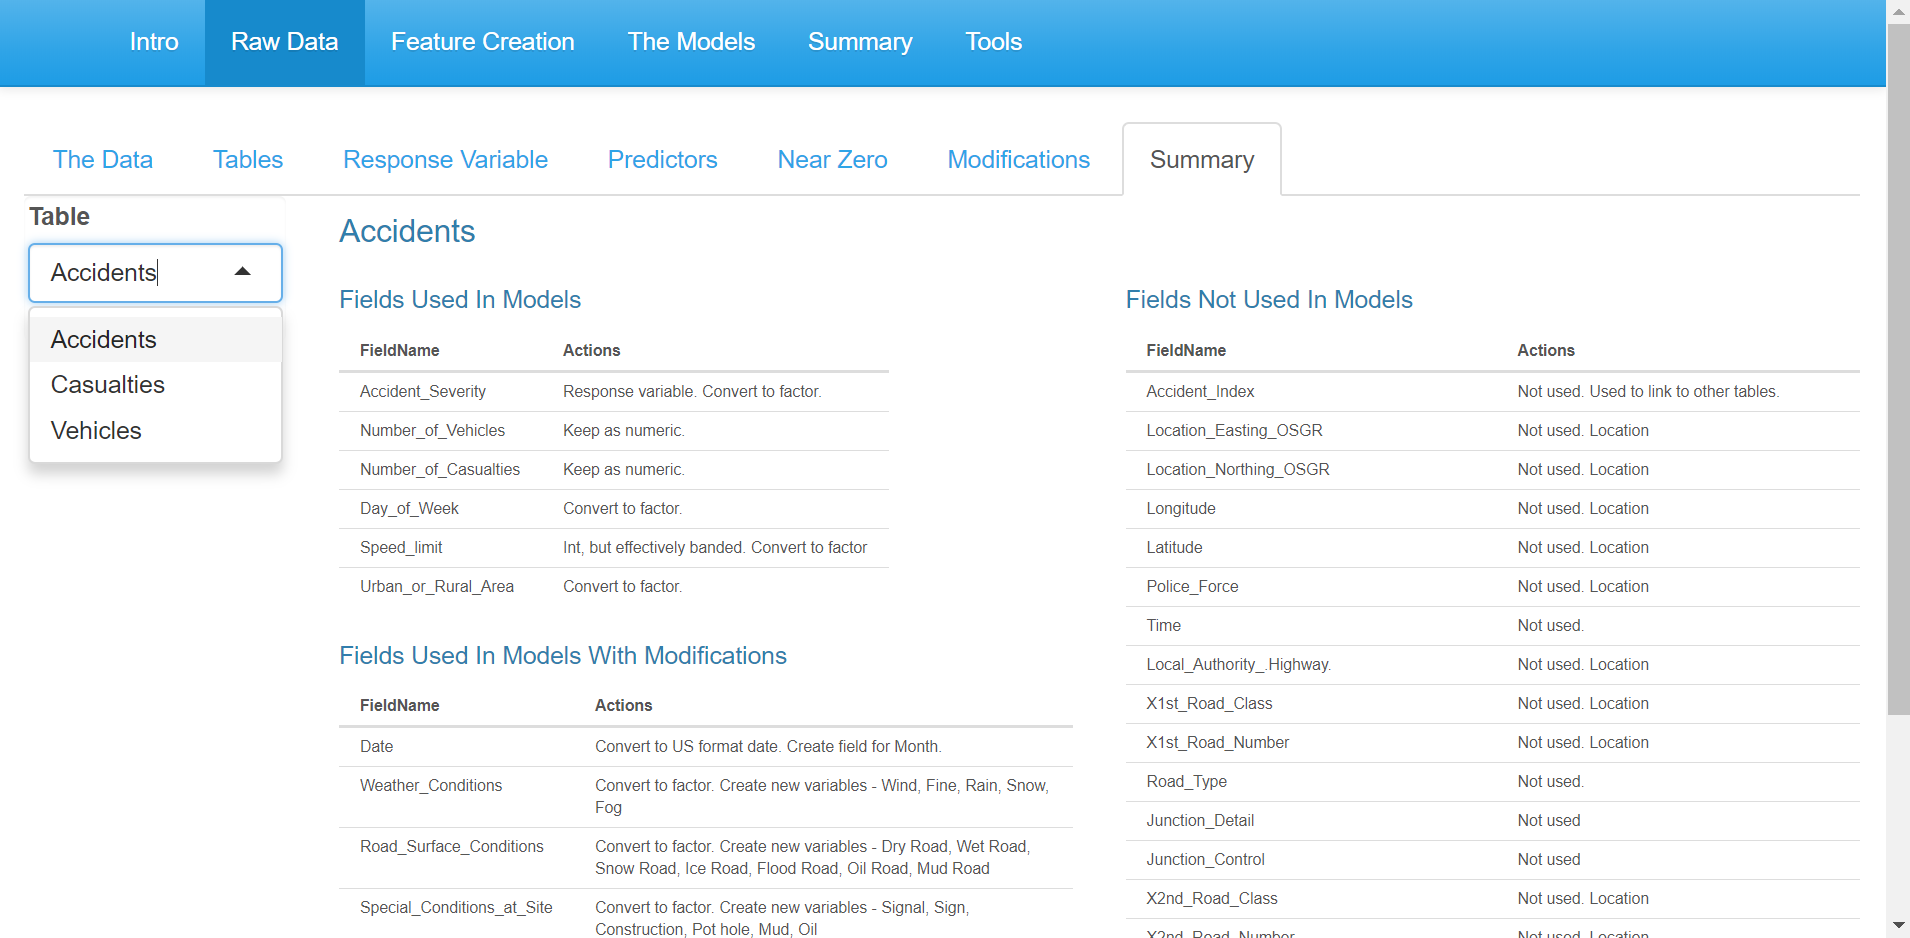 Intro Raw Data Feature Creation The Models Summary Tools
The Data Tables Response Variable Predictors Near Zero Modifications Summary
Table
Accidents
Accidents
Casualties
Vehicles
Accidents
Fields Used In Models
FieldName Actions
Accident_Severity Response variable. Convert to factor.
Number_of_Vehicles Keep as numeric.
Number_of_Casualties Keep as numeric.
Day_of_Week Convert to factor.
Speed_limit Int, but effectively banded. Convert to factor
Urban_or_Rural_Area Convert to factor.
Fields Used In Models With Modifications
FieldName Actions
Date Convert to US format date. Create field for Month.
Weather_Conditions Convert to factor. Create new variables - Wind, Fine, Rain, Snow,
Fog
Road_Surface_Conditions Convert to factor. Create new variables - Dry Road, Wet Road,
Snow Road, Ice Road, Flood Road, Oil Road, Mud Road
Special_Conditions_at_Site Convert to factor. Create new variables - Signal, Sign,
Construction, Pot hole, Mud, Oil
Fields Not Used In Models
FieldName Actions
Accident_Index Not used. Used to link to other tables.
Location_Easting_OSGR Not used. Location
Location_Northing_OSGR Not used. Location
Longitude Not used. Location
Latitude Not used. Location
Police_Force Not used. Location
Time Not used.
Local_Authority_.Highway. Not used. Location
X1st_Road_Class Not used. Location
X1st_Road_Number Not used. Location
Road_Type Not used.
Junction_Detail Not used
Junction_Control Not used
X2nd_Road_Class Not used. Location
X2nd_Road_Number Not used. Location